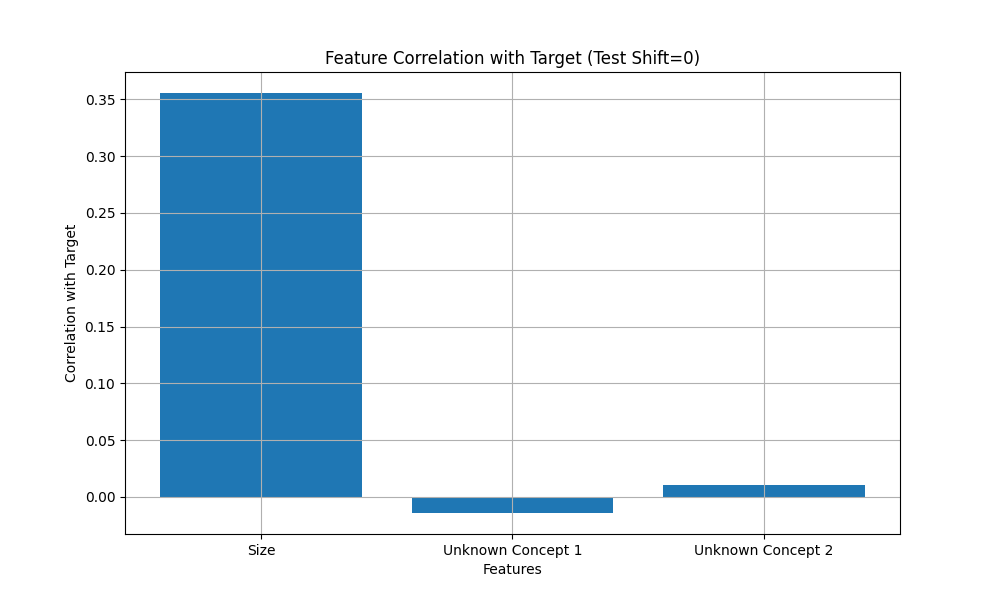 Feature Correlation with Target (Test Shift=0)
Correlation with Target
0.35
0.30
0.25
0.20
0.15
0.10
0.05
0.00
Size
Unknown Concept 1
Unknown Concept 2
Features